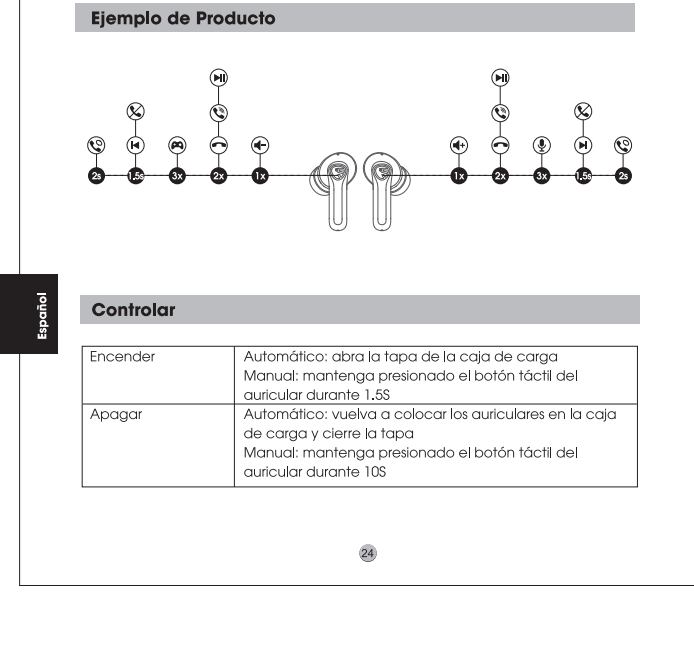 Ejemplo de Producto
2s 1.5s 3x 2x 1x 1x 2x 3x 1.5s 2s
Español
Controlar
Encender
Automático: abra la tapa de la caja de carga
Manual: mantenga presionado el botón táctil del
auricular durante 1.5S
Apagar
Automático: vuelva a colocar los auriculares en la caja
de carga y cierre la tapa
Manual: mantenga presionado el botón táctil del
auricular durante 10S
24